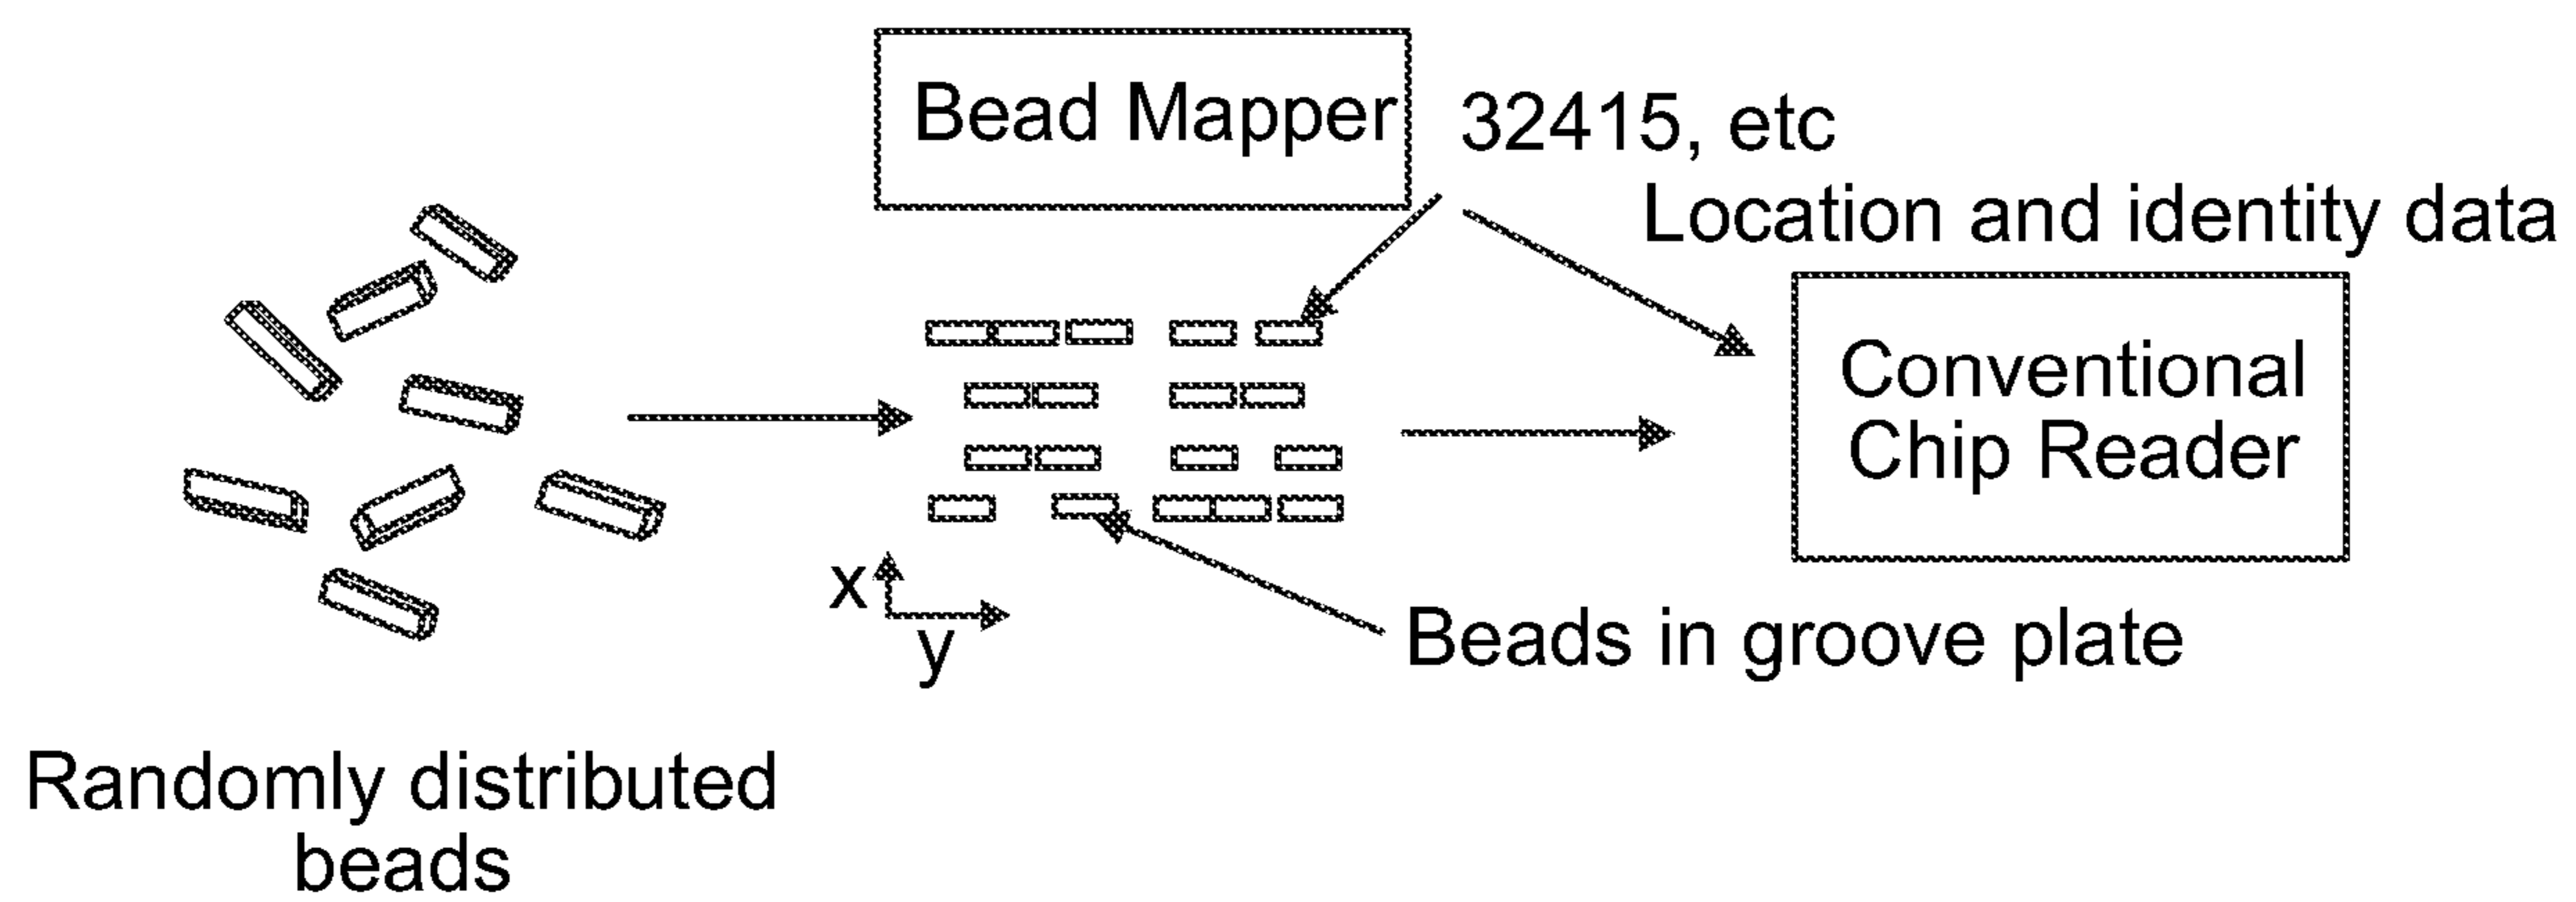 Bead Mapper
32415, etc
Location and identity data
Conventional
Chip Reader
x
y
Beads in groove plate
Randomly distributed
beads